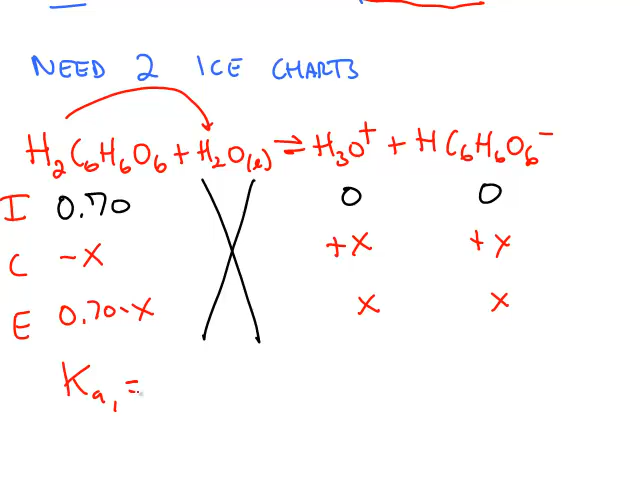 NEED 2 ICE CHARTS
H₂C₆H₆O₆ + H₂O(l) ⇌ H₃O⁺ + HC₆H₆O₆⁻
I 0.70 0 0
C -x +x +x
E 0.70-x x x
Ka₁ =